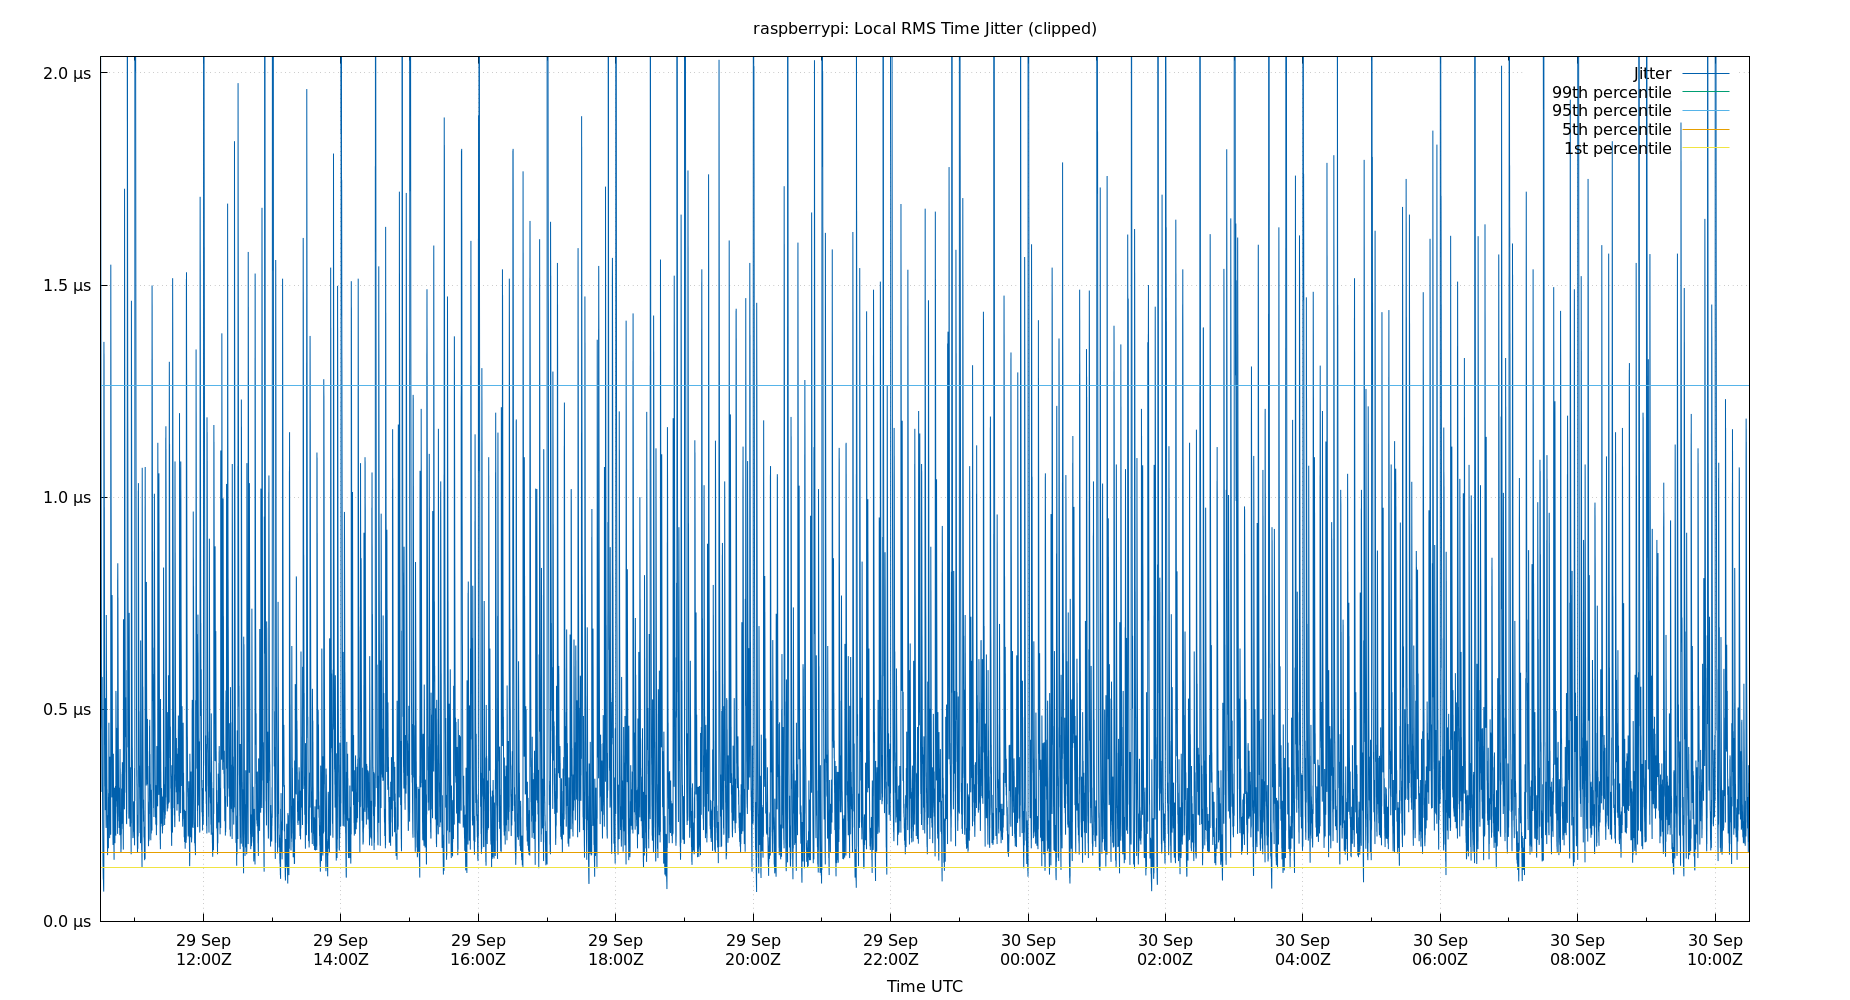 raspberrypi: Local RMS Time Jitter (clipped)
2.0 µs
1.5 µs
1.0 µs
0.5 µs
0.0 µs
Jitter
99th percentile
95th percentile
5th percentile
1st percentile
29 Sep
12:00Z
29 Sep
14:00Z
29 Sep
16:00Z
29 Sep
18:00Z
29 Sep
20:00Z
29 Sep
22:00Z
30 Sep
00:00Z
30 Sep
02:00Z
30 Sep
04:00Z
30 Sep
06:00Z
30 Sep
08:00Z
30 Sep
10:00Z
Time UTC